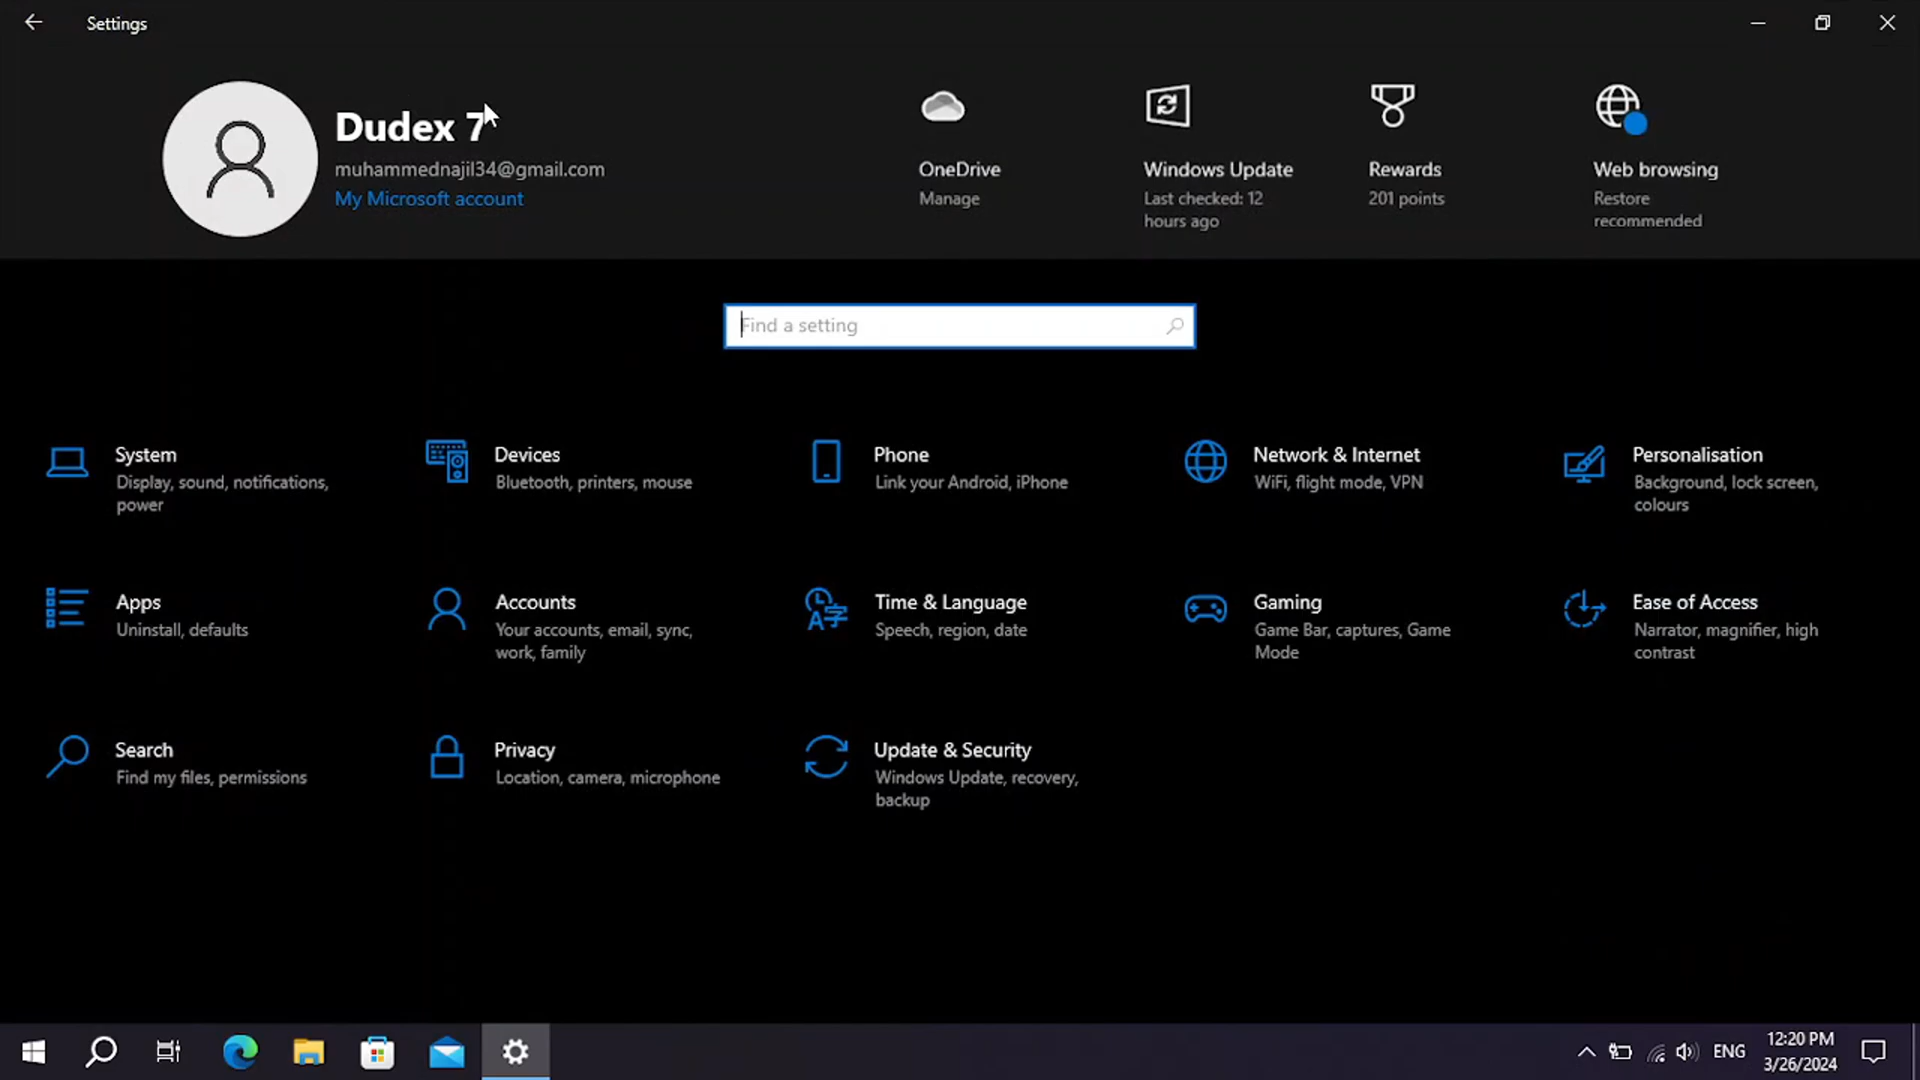 Settings
Dudex 7
muhammednajil34@gmail.com
My Microsoft account
OneDrive
Manage
Windows Update
Last checked: 12
hours ago
Rewards
201 points
Web browsing
Restore
recommended
Find a setting
System
Display, sound, notifications,
power
Devices
Bluetooth, printers, mouse
Phone
Link your Android, iPhone
Network & Internet
WiFi, flight mode, VPN
Personalisation
Background, lock screen,
colours
Apps
Uninstall, defaults
Accounts
Your accounts, email, sync,
work, family
Time & Language
Speech, region, date
Gaming
Game Bar, captures, Game
Mode
Ease of Access
Narrator, magnifier, high
contrast
Search
Find my files, permissions
Privacy
Location, camera, microphone
Update & Security
Windows Update, recovery,
backup
ENG
12:20 PM
3/26/2024